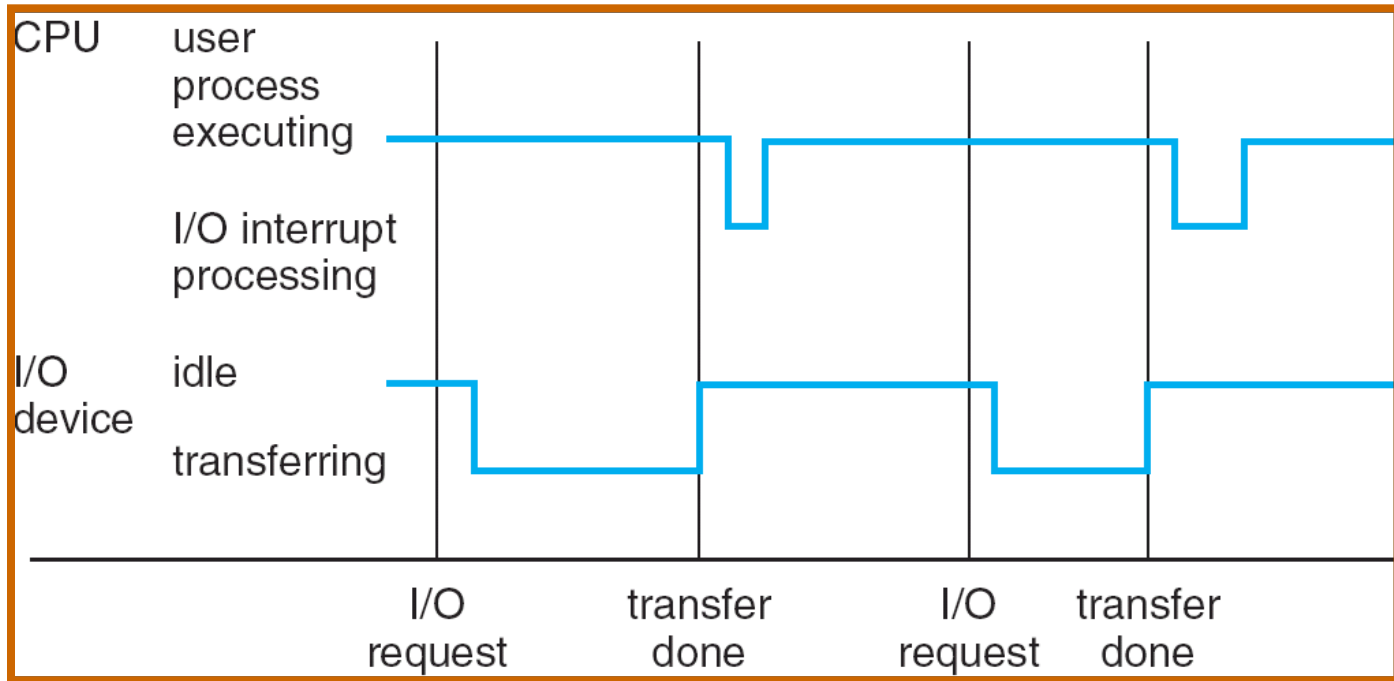 CPU user
process
executing
I/O interrupt
processing
I/O idle
device
transferring
I/O transfer I/O transfer
request done request done